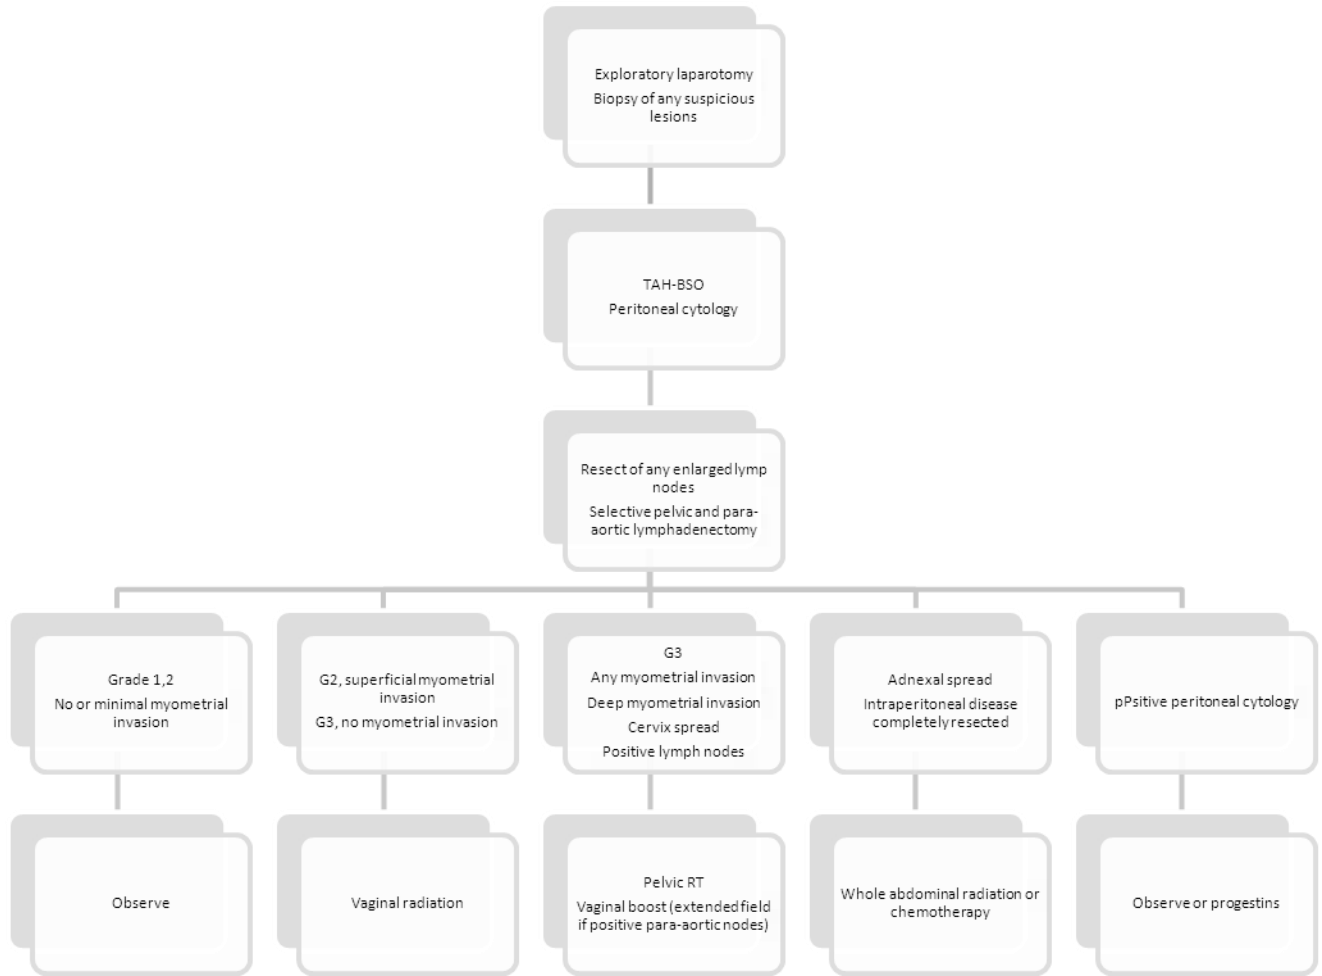 Exploratory laparotomy
Biopsy of any suspicious
lesions
TAH-BSO
Peritoneal cytology
Resect of any enlarged lymp
nodes
Selective pelvic and para-
aortic lymphadenectomy
Grade 1,2
No or minimal myometrial
invasion
G2, superficial myometrial
invasion
G3, no myometrial invasion
G3
Any myometrial invasion
Deep myometrial invasion
Cervix spread
Positive lymph nodes
Adnexal spread
Intraperitoneal disease
completely resected
pPsitive peritoneal cytology
Observe
Vaginal radiation
Pelvic RT
Vaginal boost (extended field
if positive para-aortic nodes)
Whole abdominal radiation or
chemotherapy
Observe or progestins